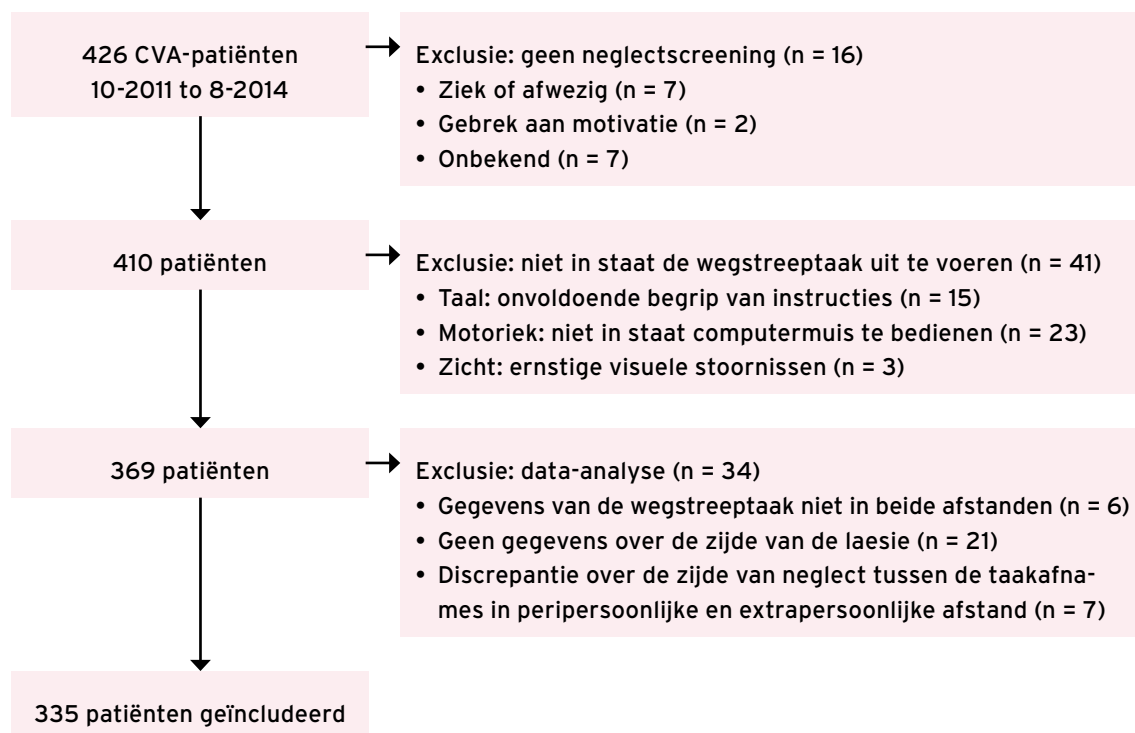 426 CVA-patiënten
10-2011 to 8-2014
Exclusie: geen neglectscreening (n = 16)
• Ziek of afwezig (n = 7)
• Gebrek aan motivatie (n = 2)
• Onbekend (n = 7)
410 patiënten
Exclusie: niet in staat de wegstreeptaak uit te voeren (n = 41)
• Taal: onvoldoende begrip van instructies (n = 15)
• Motoriek: niet in staat computermuis te bedienen (n = 23)
• Zicht: ernstige visuele stoornissen (n = 3)
369 patiënten
Exclusie: data-analyse (n = 34)
• Gegevens van de wegstreeptaak niet in beide afstanden (n = 6)
• Geen gegevens over de zijde van de laesie (n = 21)
• Discrepantie over de zijde van neglect tussen de taakafna-
mes in peripersoonlijke en extrapersoonlijke afstand (n = 7)
335 patiënten geïncludeerd